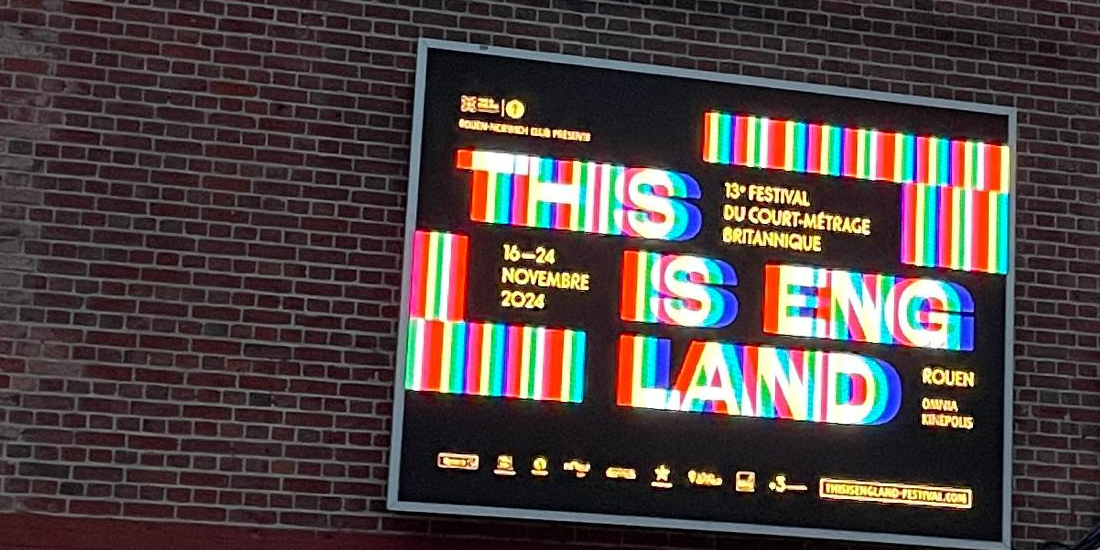 ROUEN-NORWICH CLUB PRÉSENTE
THIS
13e FESTIVAL
DU COURT-MÉTRAGE
BRITANNIQUE
16—24
NOVEMBRE
2024
IS ENG
LAND
ROUEN
OMNIA
KINEPOLIS
THISISENGLAND-FESTIVAL.COM